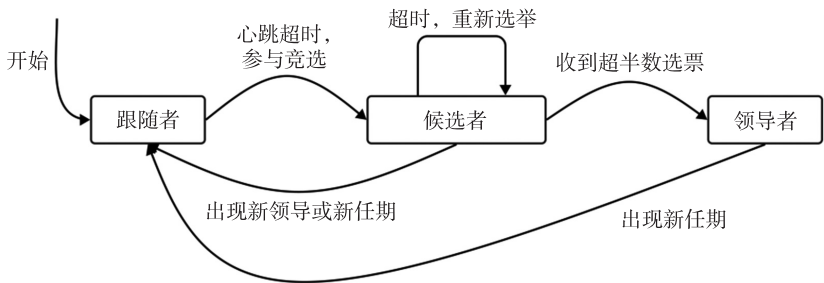 超时，重新选举
心跳超时，
参与竞选
开始
收到超半数选票
跟随者
候选者
领导者
出现新领导或新任期
出现新任期